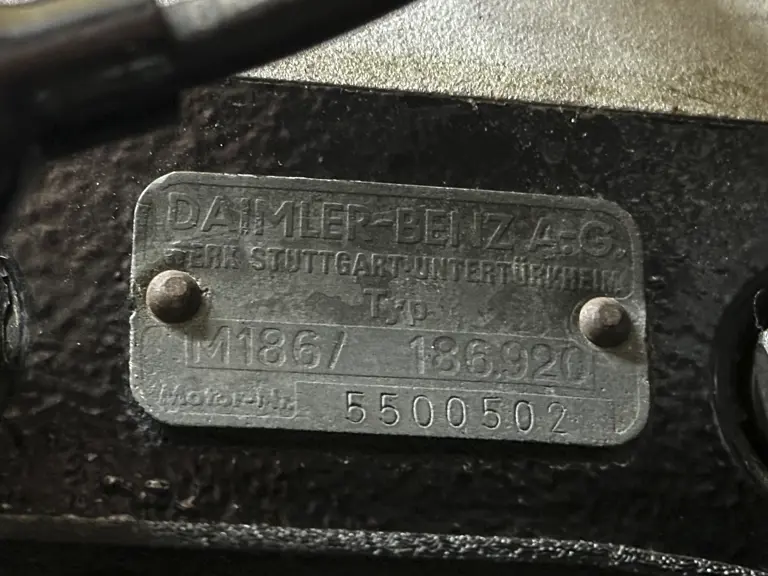 DAIMLER-BENZ A.-G.
WERK STUTTGART-UNTERTÜRKHEIM
Typ
M186/ 186.920
Motor-Nr. 5500502